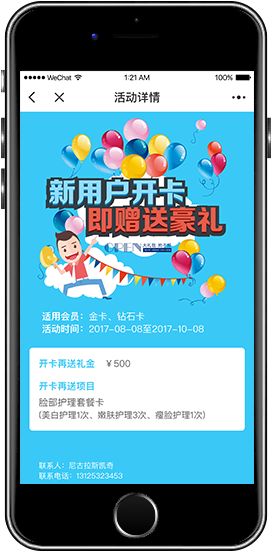 WeChat
1:21 AM
100%
活动详情
新用户开卡
即赠送豪礼
适用会员：金卡、钻石卡
活动时间：2017-08-08至2017-10-08
开卡再送礼金 ￥500
开卡再送项目
脸部护理套餐卡
(美白护理1次、嫩肤护理3次、瘦脸护理1次)
联系人：尼古拉斯凯奇
联系电话：13125323453